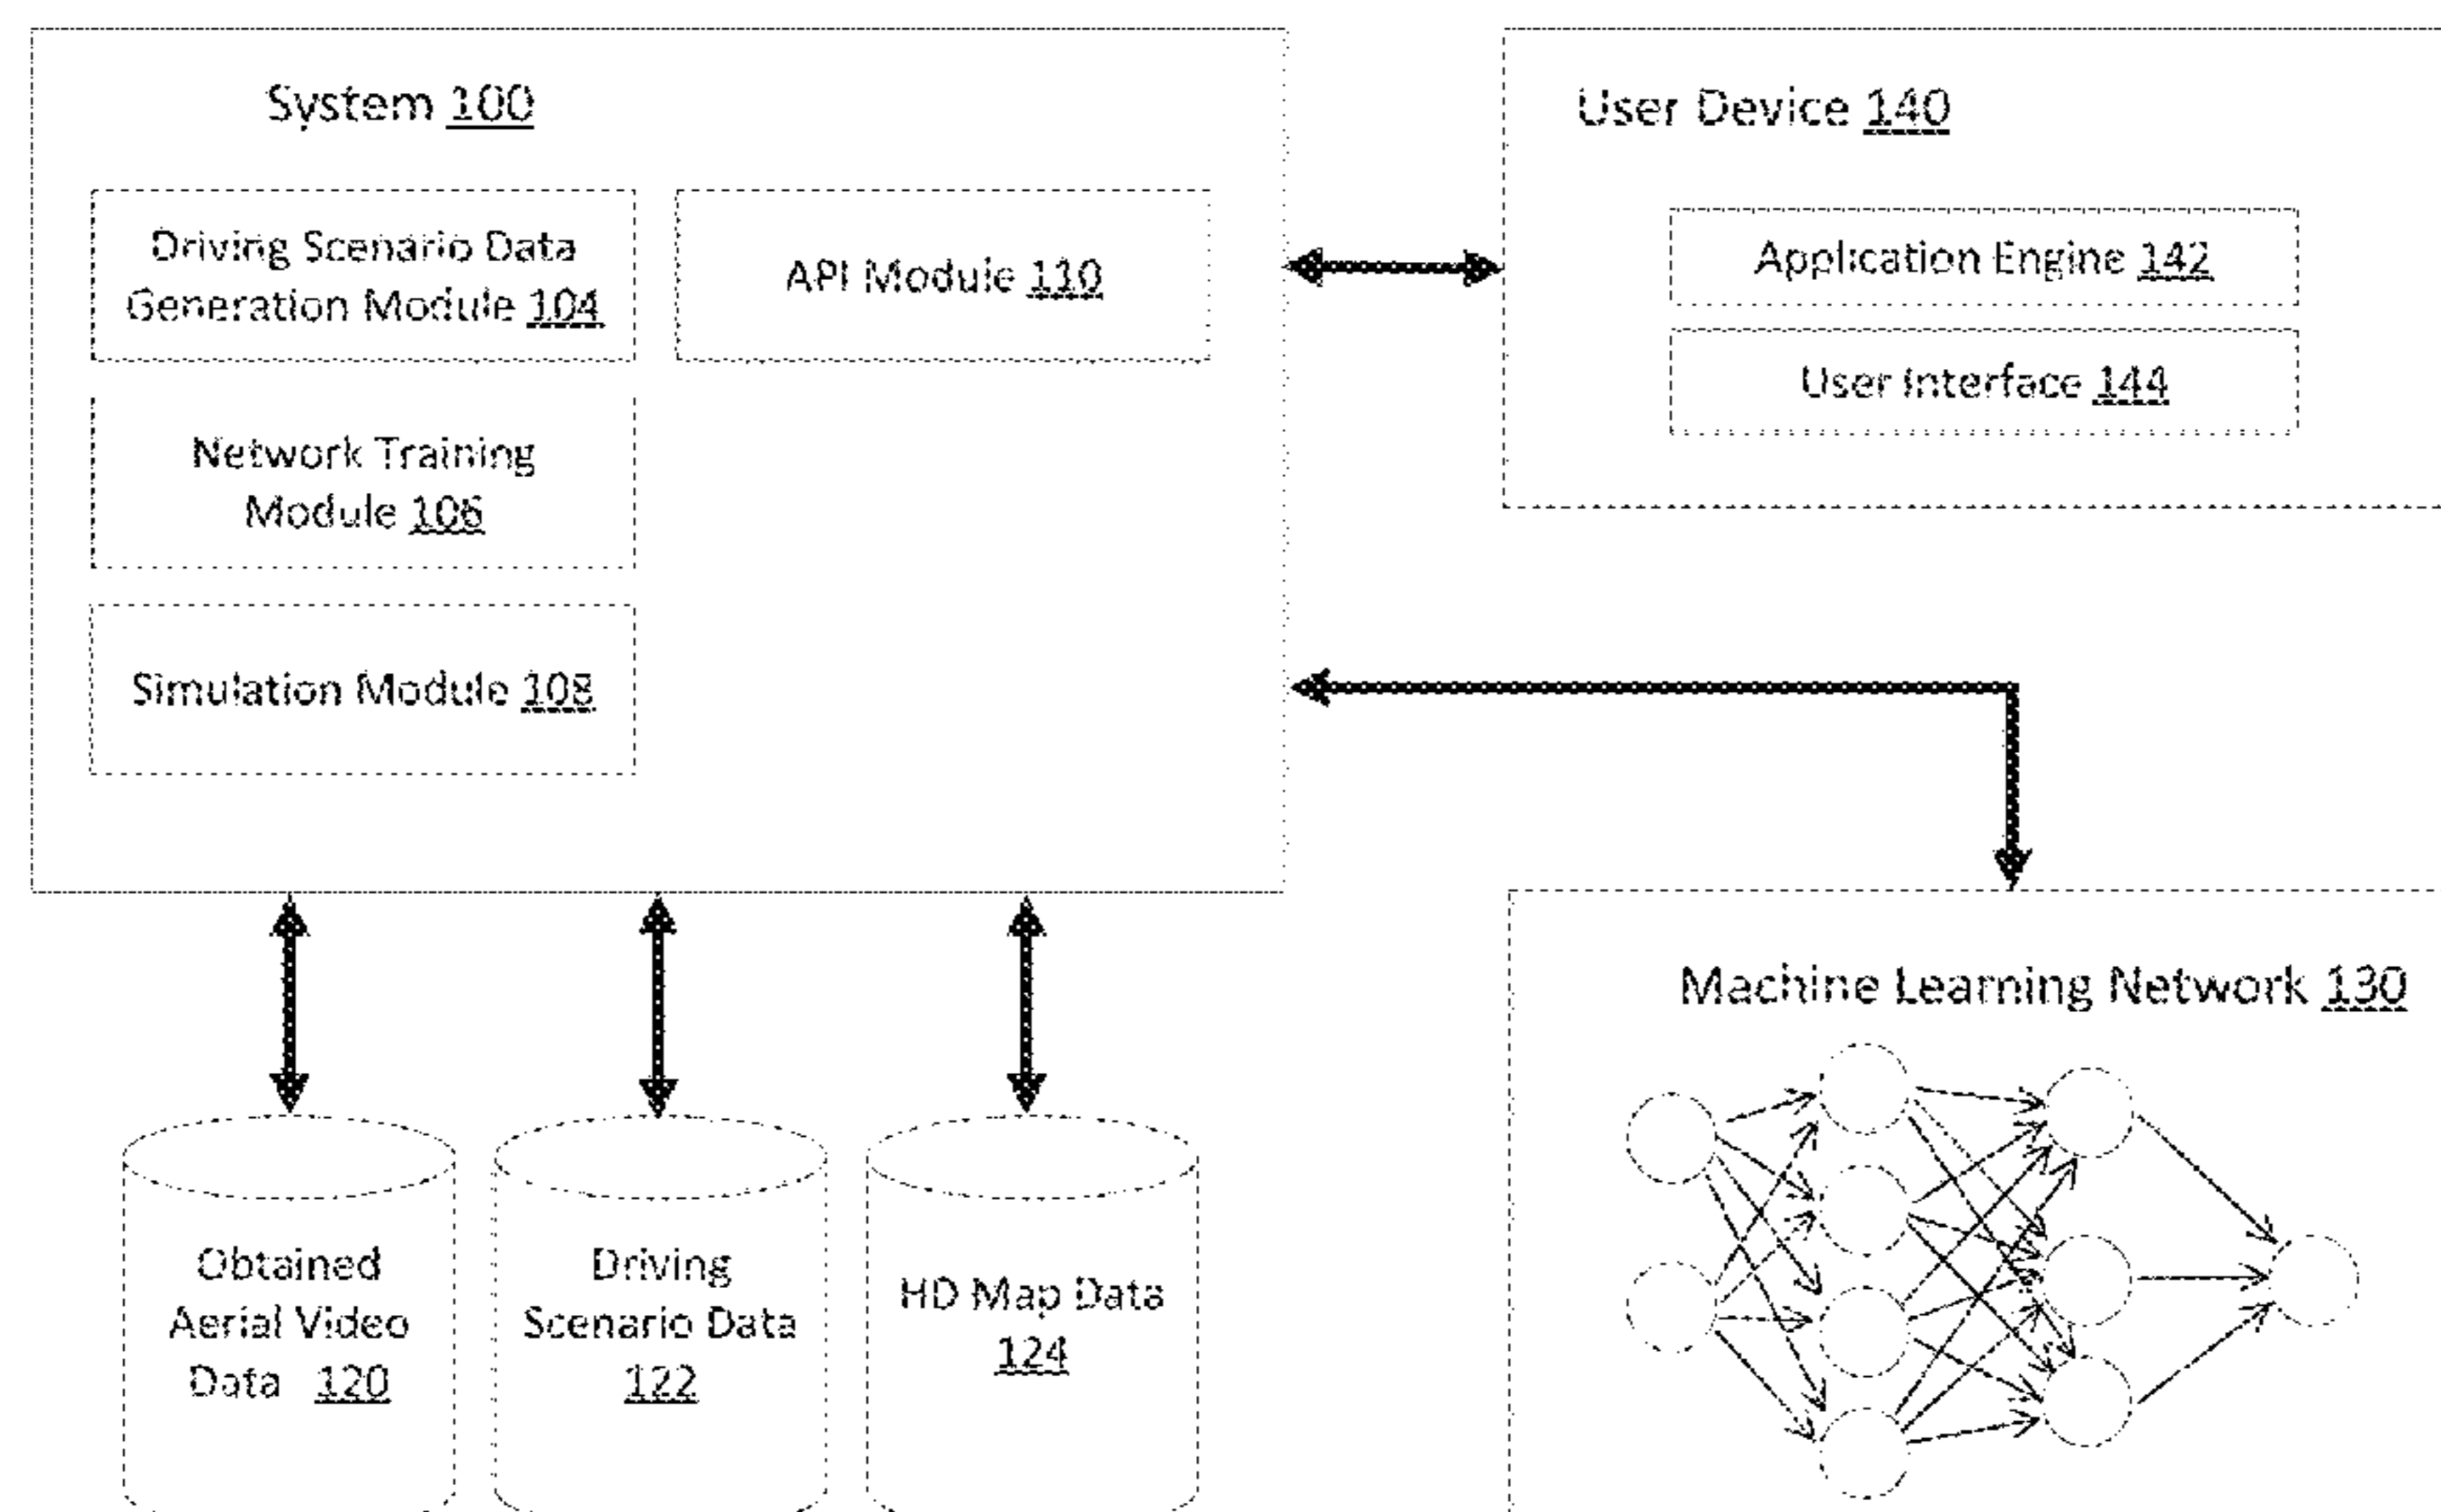 System 100
Driving Scenario Data
Generation Module 104
API Module 110
Network Training
Module 106
Simulation Module 108
User Device 140
Application Engine 142
User Interface 144
Machine Learning Network 130
Obtained
Aerial Video
Data 120
Driving
Scenario Data
122
HD Map Data
124